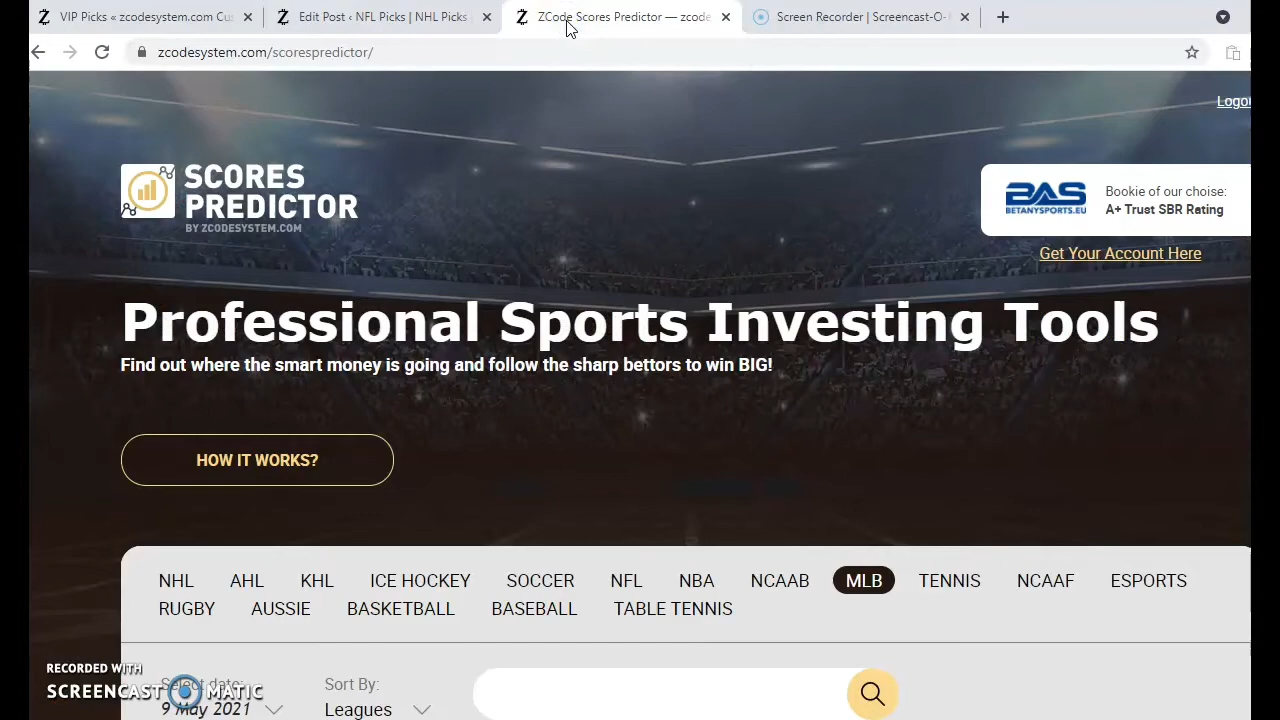 VIP Picks « zcodesystem.com Cus
Edit Post ‹ NFL Picks | NHL Picks
ZCode Scores Predictor — zcode
Screen Recorder | Screencast-O-
zcodesystem.com/scorespredictor/
Logo
SCORES
PREDICTOR
BY ZCODESYSTEM.COM
BAS
BETANYSPORTS.EU
Bookie of our choise:
A+ Trust SBR Rating
Get Your Account Here
Professional Sports Investing Tools
Find out where the smart money is going and follow the sharp bettors to win BIG!
HOW IT WORKS?
NHL AHL KHL ICE HOCKEY SOCCER NFL NBA NCAAB MLB TENNIS NCAAF ESPORTS
RUGBY AUSSIE BASKETBALL BASEBALL TABLE TENNIS
RECORDED WITH
SCREENCAST MATIC
Select date:
9 May 2021
Sort By:
Leagues